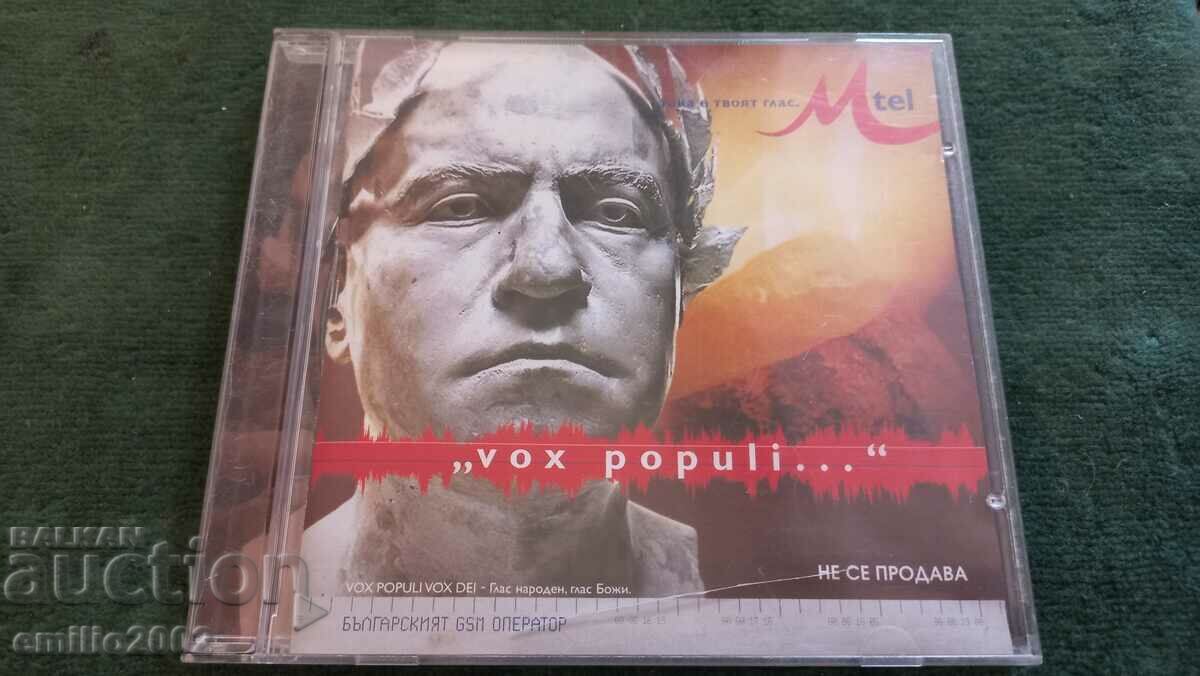 е твоят глас.
Mtel
„vox populi..."“
НЕ СЕ ПРОДАВА
VOX POPULI VOX DEI - Глас народен, глас Божи.
БЪЛГАРСКИЯТ GSM ОПЕРАТОР
BALKAN
auction
emilio2002